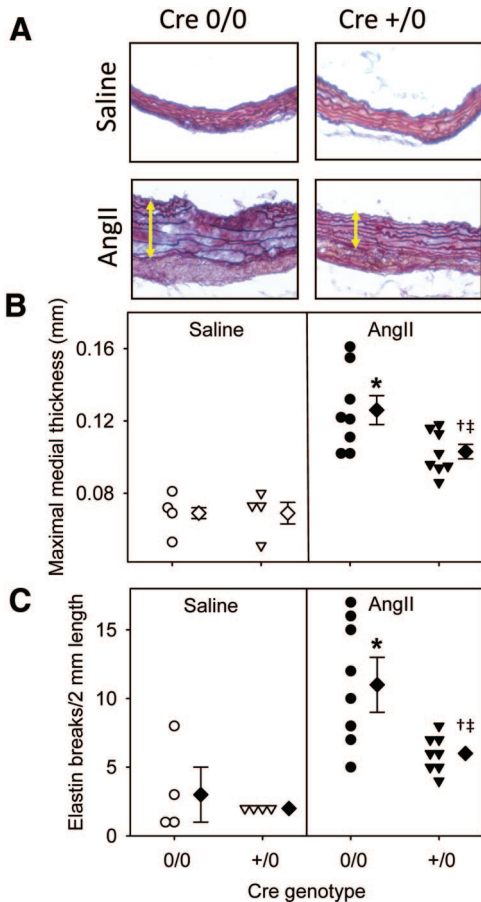 A
Cre 0/0
Cre +/0
Saline
AngII
B
Maximal medial thickness (mm)
Saline
AngII
0.16
0.12
0.08
*
†‡
C
Elastin breaks/2 mm length
Saline
AngII
15
10
5
0
*
†‡
0/0
+/0
0/0
+/0
Cre genotype